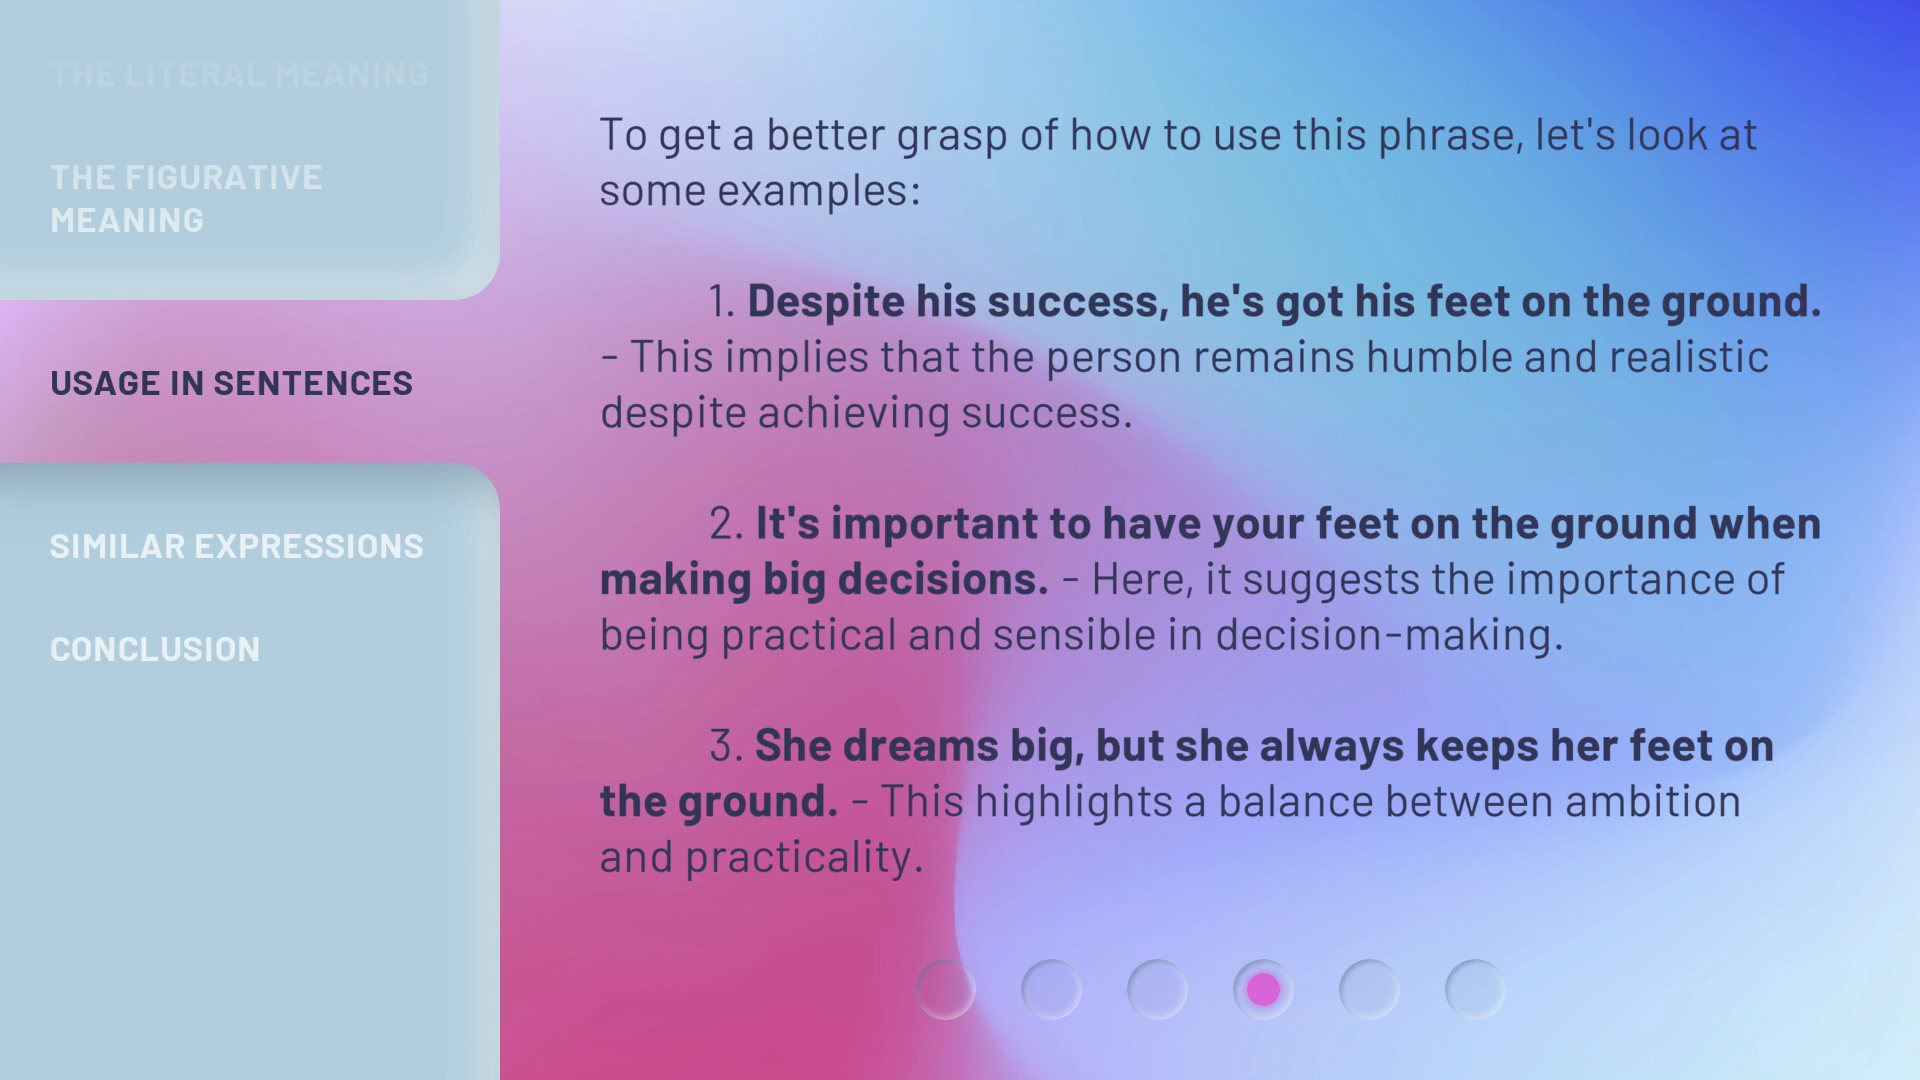 THE LITERAL MEANING
THE FIGURATIVE
MEANING
USAGE IN SENTENCES
SIMILAR EXPRESSIONS
CONCLUSION
To get a better grasp of how to use this phrase, let's look at
some examples:
1. Despite his success, he's got his feet on the ground.
- This implies that the person remains humble and realistic
despite achieving success.
2. It's important to have your feet on the ground when
making big decisions. - Here, it suggests the importance of
being practical and sensible in decision-making.
3. She dreams big, but she always keeps her feet on
the ground. - This highlights a balance between ambition
and practicality.